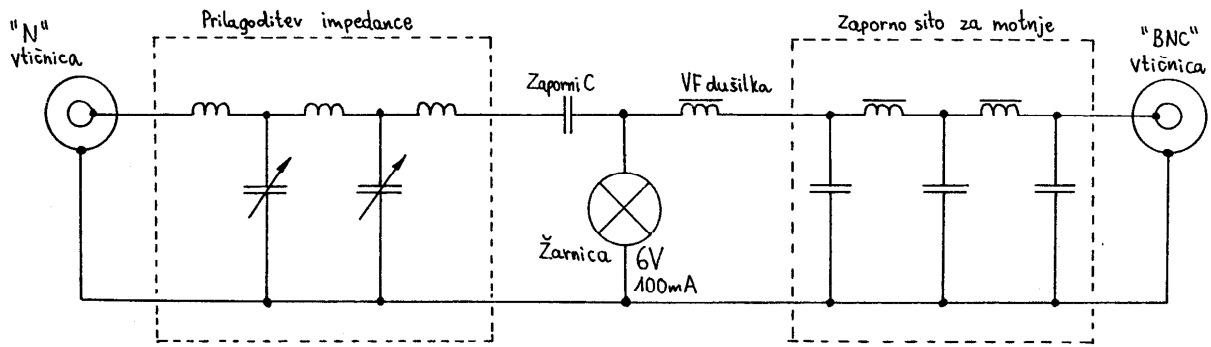 "N"
vtičnica
Prilagoditev impedance
Zaporni C
VF dušilka
Zaporno sito za motnje
"BNC"
vtičnica
Žarnica
6V
100mA